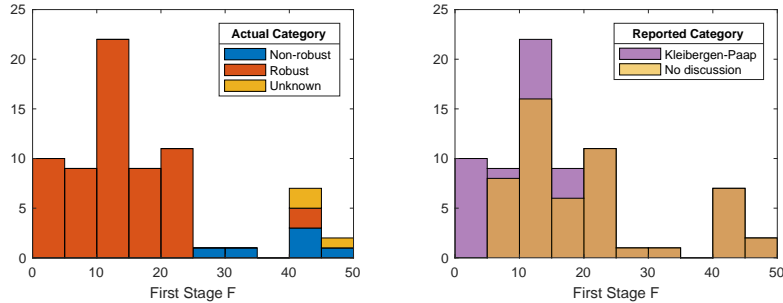 25
20
15
10
5
0
0
10
20
30
40
50
First Stage F
Actual Category
Non-robust
Robust
Unknown
25
20
15
10
5
0
0
10
20
30
40
50
First Stage F
Reported Category
Kleibergen-Paap
No discussion